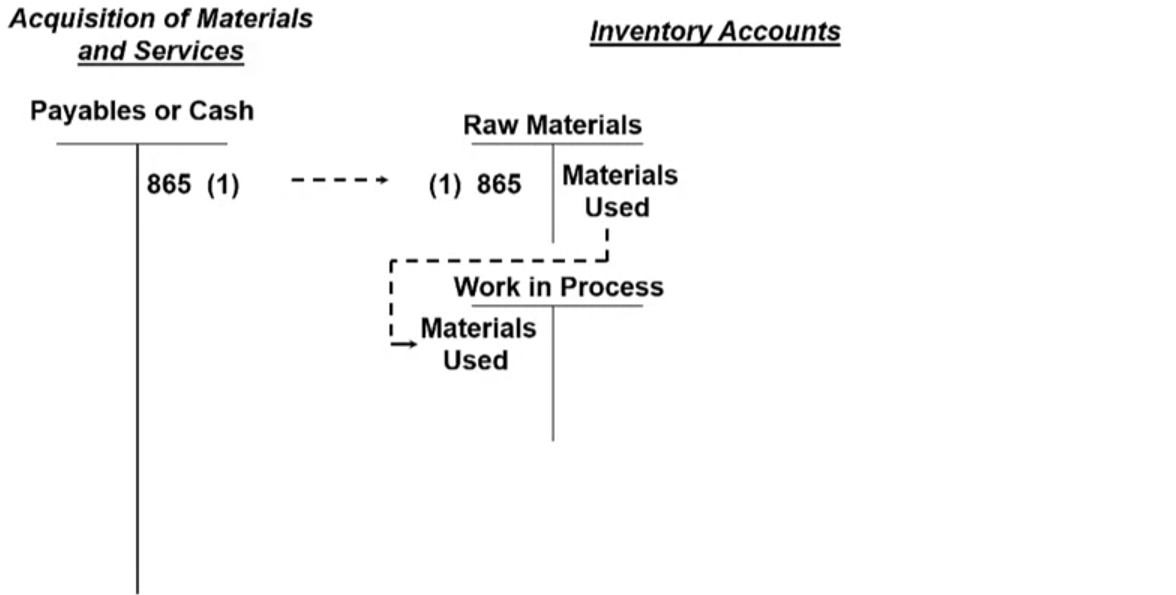 Acquisition of Materials
and Services
Inventory Accounts
Payables or Cash
Raw Materials
865 (1)
(1) 865
Materials
Used
Work in Process
Materials
Used